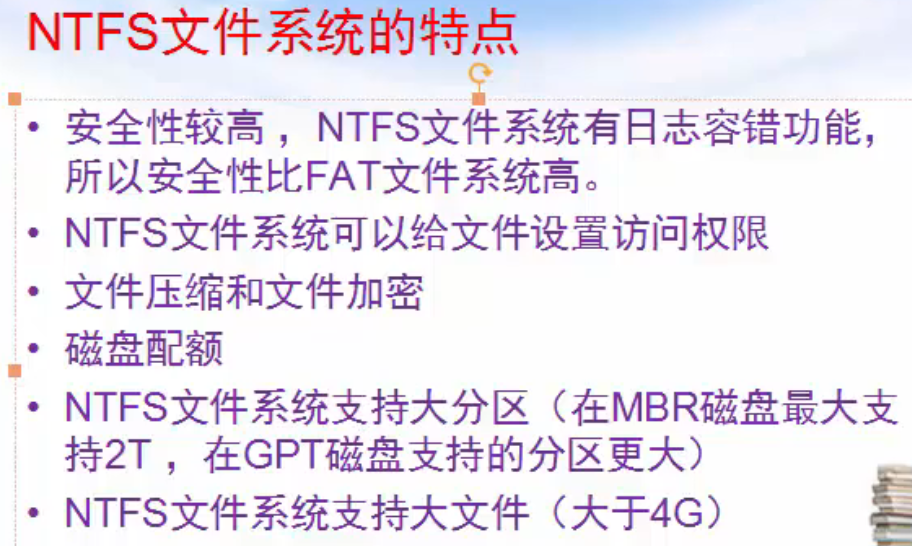 NTFS文件系统的特点
• 安全性较高，NTFS文件系统有日志容错功能，
所以安全性比FAT文件系统高。
• NTFS文件系统可以给文件设置访问权限
• 文件压缩和文件加密
• 磁盘配额
• NTFS文件系统支持大分区（在MBR磁盘最大支
持2T，在GPT磁盘支持的分区更大）
• NTFS文件系统支持大文件（大于4G）